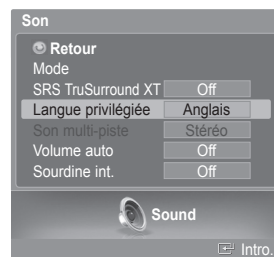 Son
Retour
Mode
SRS TruSurround XT Off
Langue privilégiée Anglais
Son multi-piste Stéréo
Volume auto Off
Sourdine int. Off
Sound
Intro.